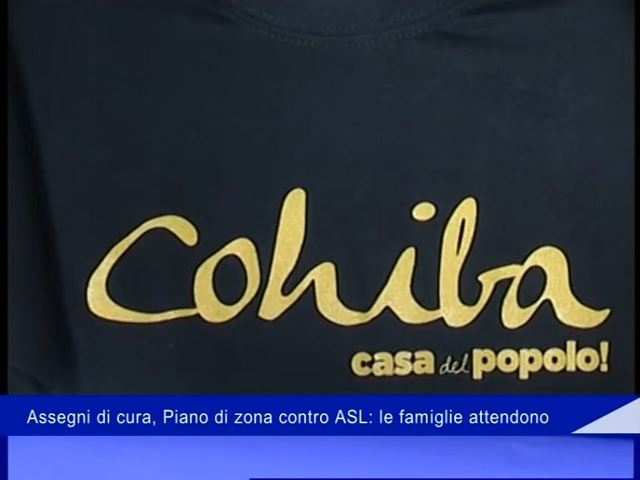 Cohiba
casa del popolo!
Assegni di cura, Piano di zona contro ASL: le famiglie attendono